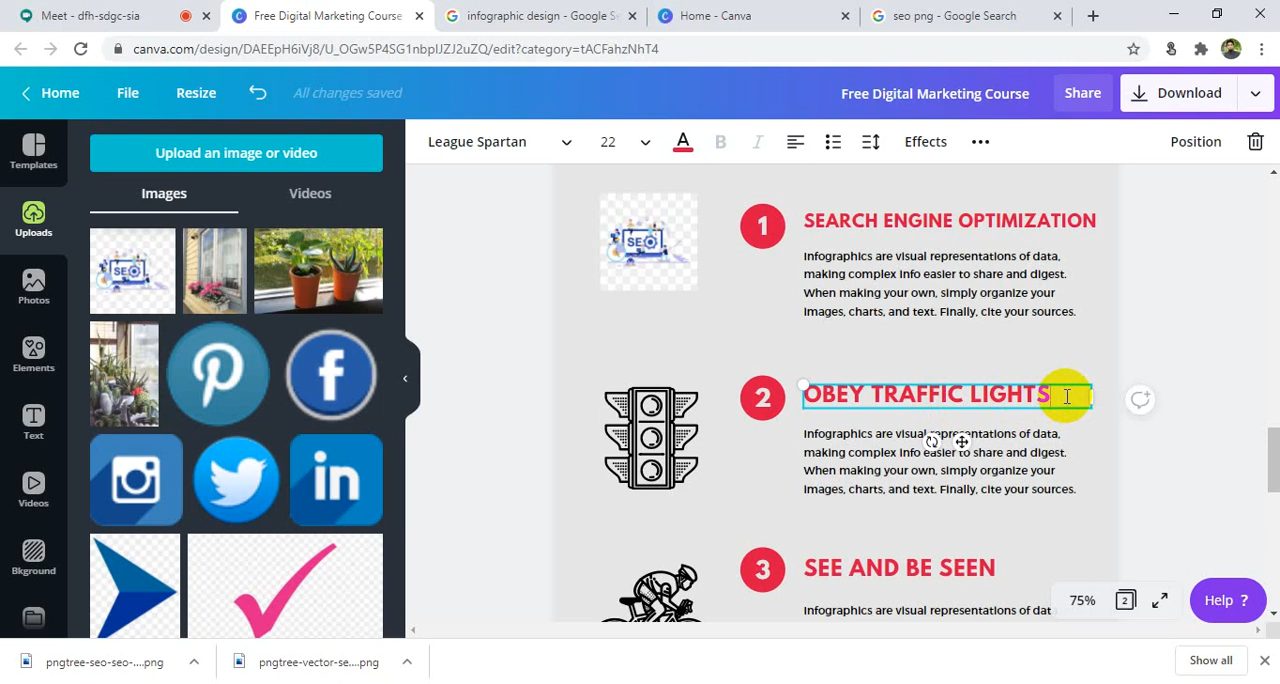 Meet - dfh-sdgc-sia
Free Digital Marketing Course
infographic design - Google S
Home - Canva
seo png - Google Search
canva.com/design/DAEEpH6iVj8/U_OGw5P4SG1nbpIJZJ2uZQ/edit?category=tACFahzNhT4
Home
File
Resize
All changes saved
Free Digital Marketing Course
Share
Download
Templates
Uploads
Photos
Elements
Text
Videos
Bkground
Upload an image or video
Images
Videos
SEO
League Spartan
22
A
B
I
Effects
Position
SEO
1
SEARCH ENGINE OPTIMIZATION
Infographics are visual representations of data,
making complex info easier to share and digest.
When making your own, simply organize your
images, charts, and text. Finally, cite your sources.
2
OBEY TRAFFIC LIGHTS
Infographics are visual representations of data,
making complex info easier to share and digest.
When making your own, simply organize your
images, charts, and text. Finally, cite your sources.
3
SEE AND BE SEEN
Infographics are visual representations of data
75%
2
Help ?
pngtree-seo-seo-....png
pngtree-vector-se....png
Show all